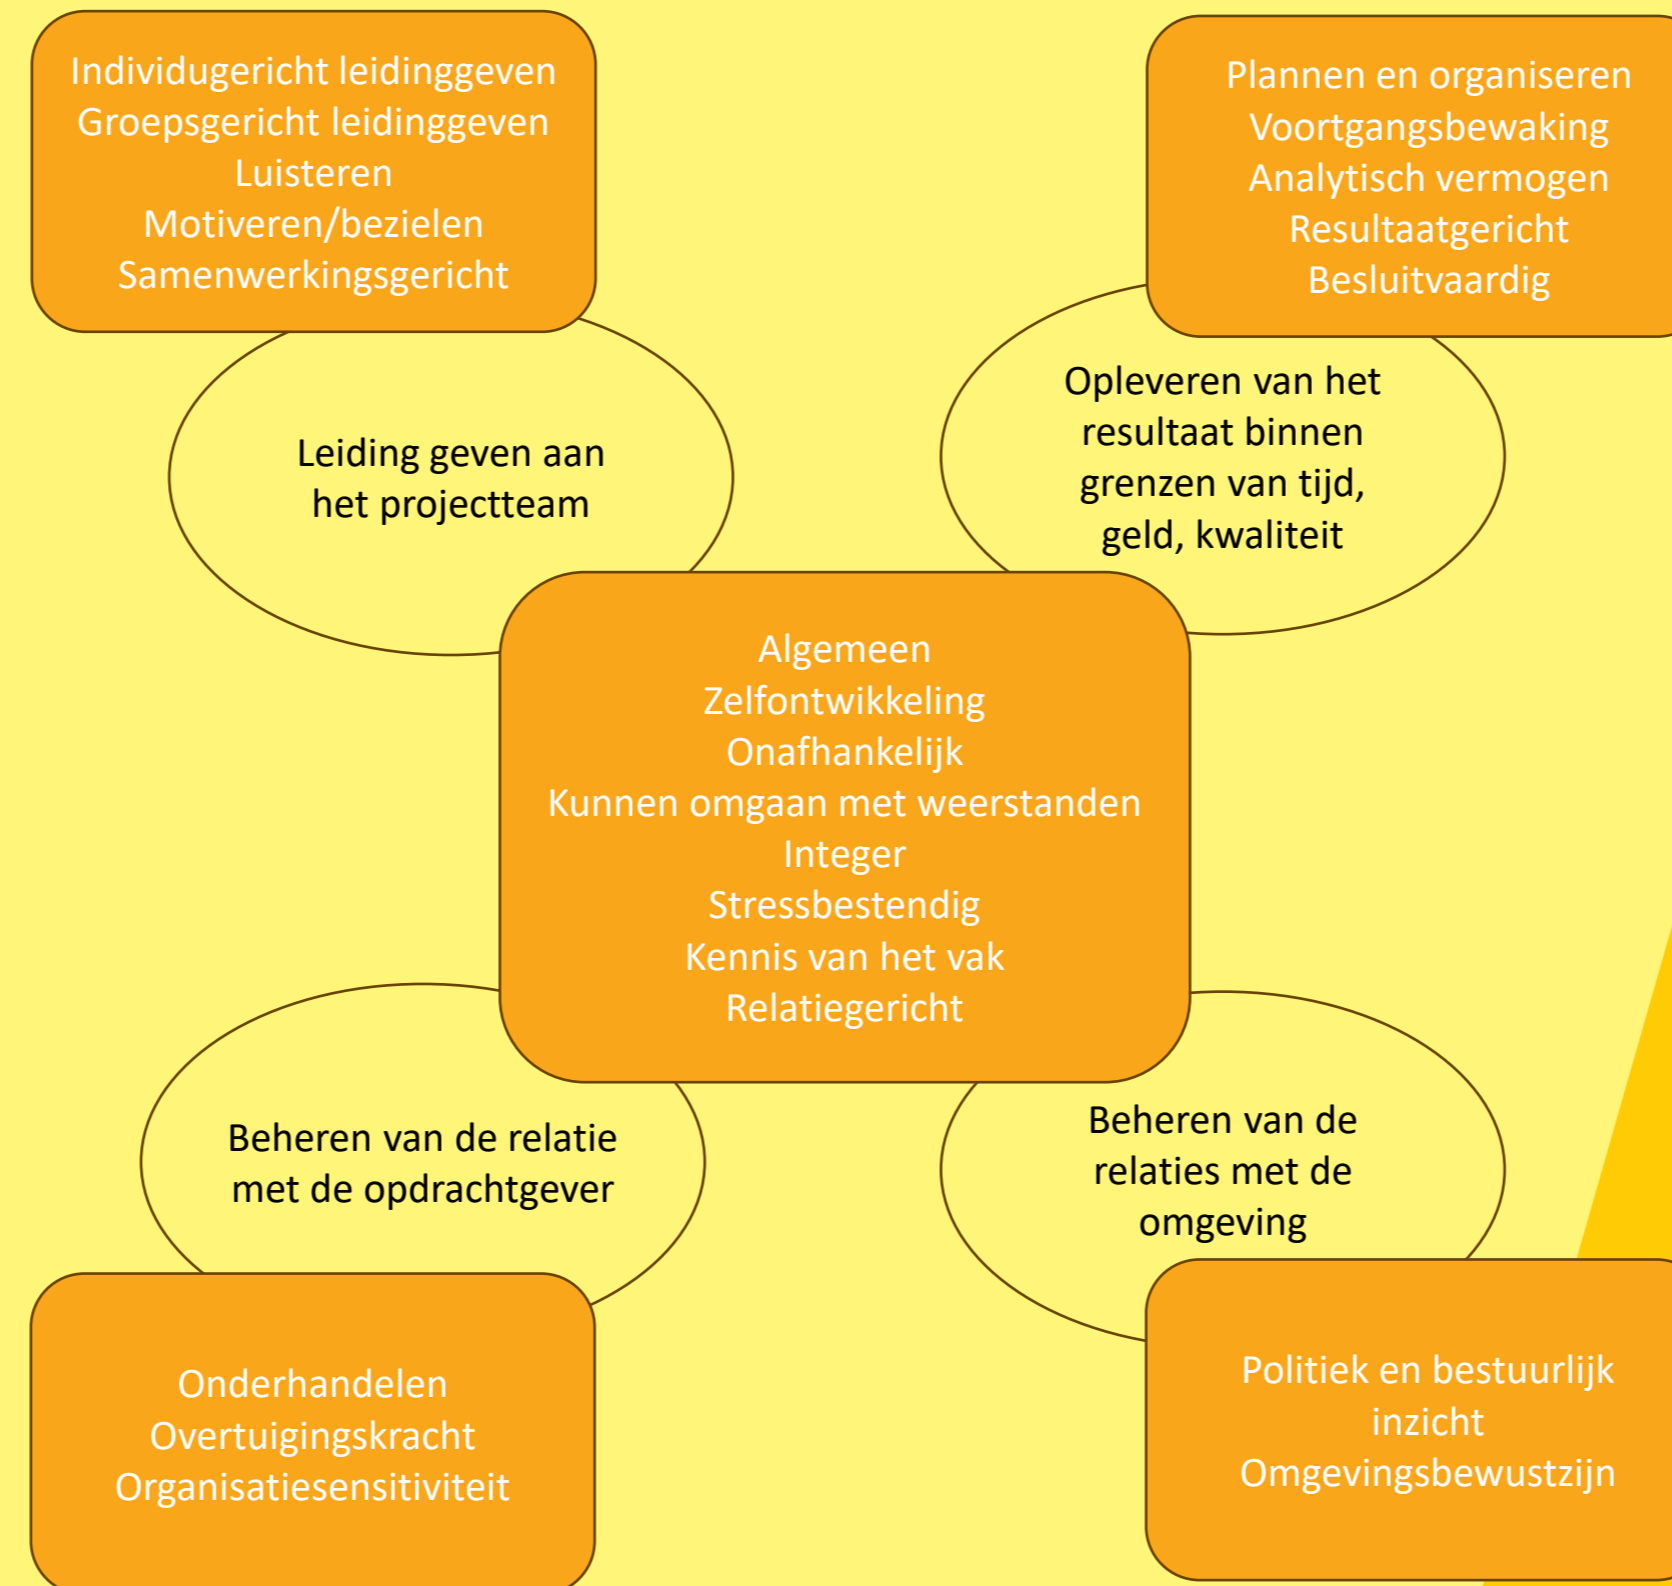 Individugericht leidinggeven
Groepsgericht leidinggeven
Luisteren
Motiveren/bezielen
Samenwerkingsgericht
Plannen en organiseren
Voortgangsbewaking
Analytisch vermogen
Resultaatgericht
Besluitvaardig
Leiding geven aan
het projectteam
Opleveren van het
resultaat binnen
grenzen van tijd,
geld, kwaliteit
Algemeen
Zelfontwikkeling
Onafhankelijk
Kunnen omgaan met weerstanden
Integer
Stressbestendig
Kennis van het vak
Relatiegericht
Beheren van de relatie
met de opdrachtgever
Beheren van de
relaties met de
omgeving
Onderhandelen
Overtuigingskracht
Organisatiesensitiviteit
Politiek en bestuurlijk
inzicht
Omgevingsbewustzijn